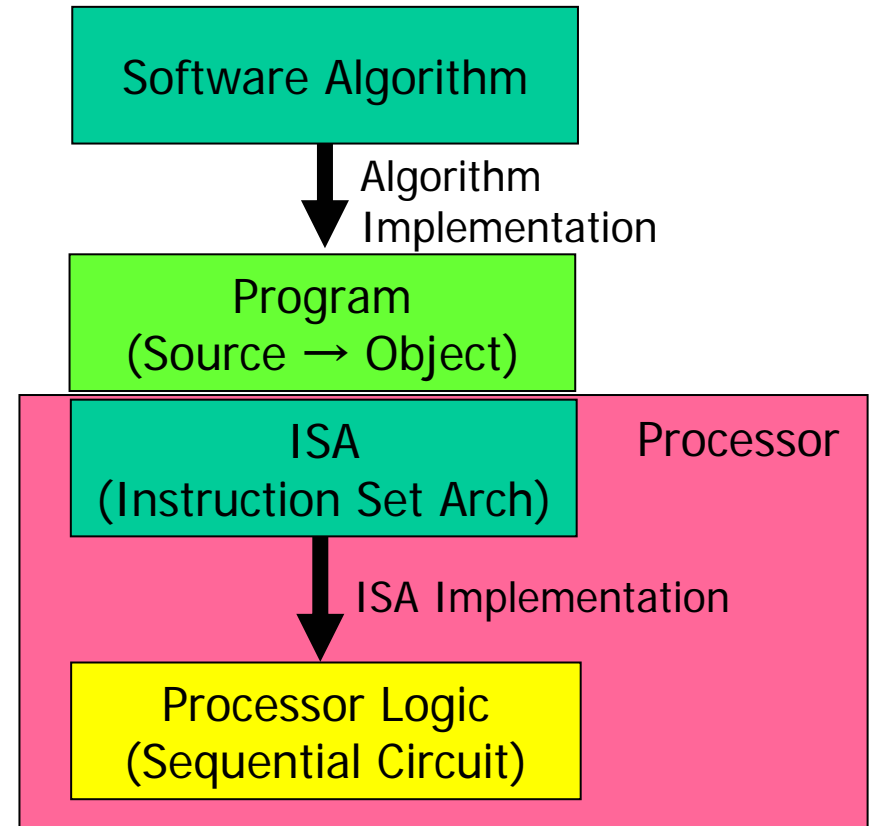 Software Algorithm
Algorithm
Implementation
Program
(Source → Object)
ISA
(Instruction Set Arch)
Processor
ISA Implementation
Processor Logic
(Sequential Circuit)